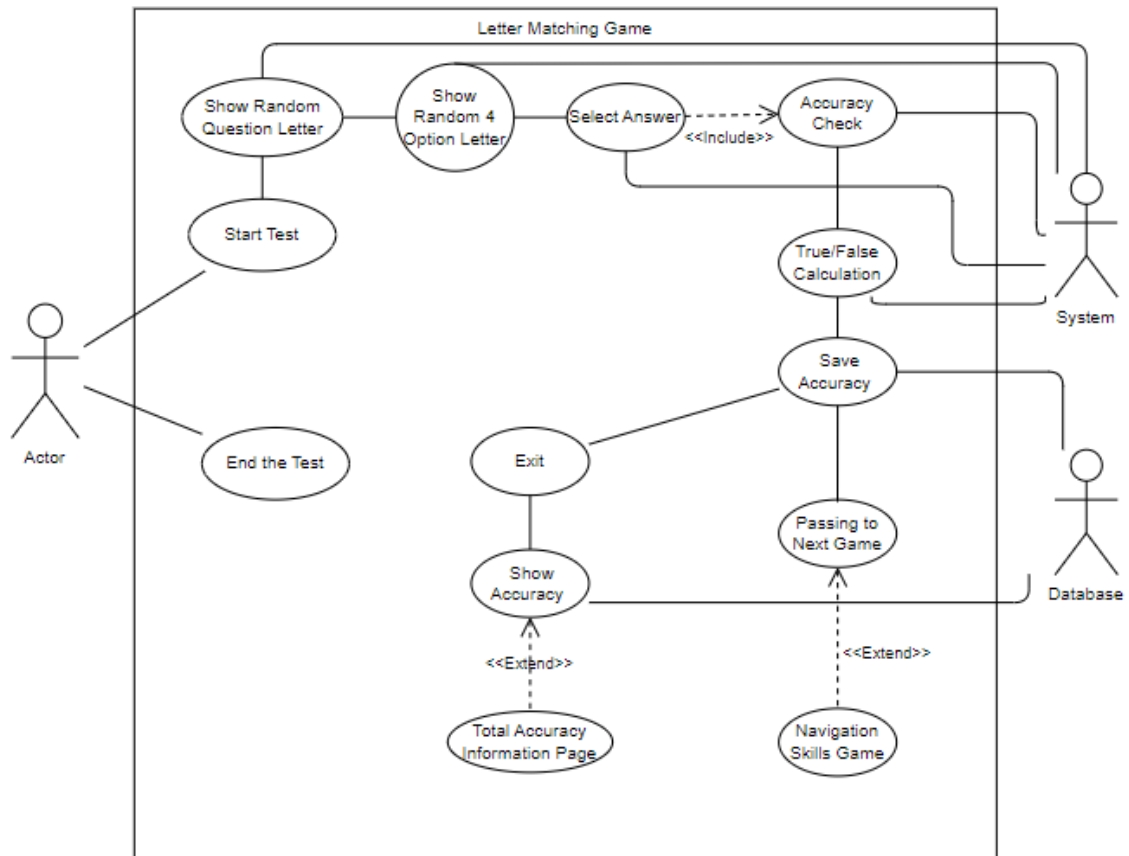 Letter Matching Game
Show Random
Question Letter
Show
Random 4
Option Letter
Select Answer
<<Include>>
Accuracy
Check
Start Test
True/False
Calculation
System
Actor
Save
Accuracy
End the Test
Exit
Passing to
Next Game
Show
Accuracy
Database
<<Extend>>
<<Extend>>
Total Accuracy
Information Page
Navigation
Skills Game